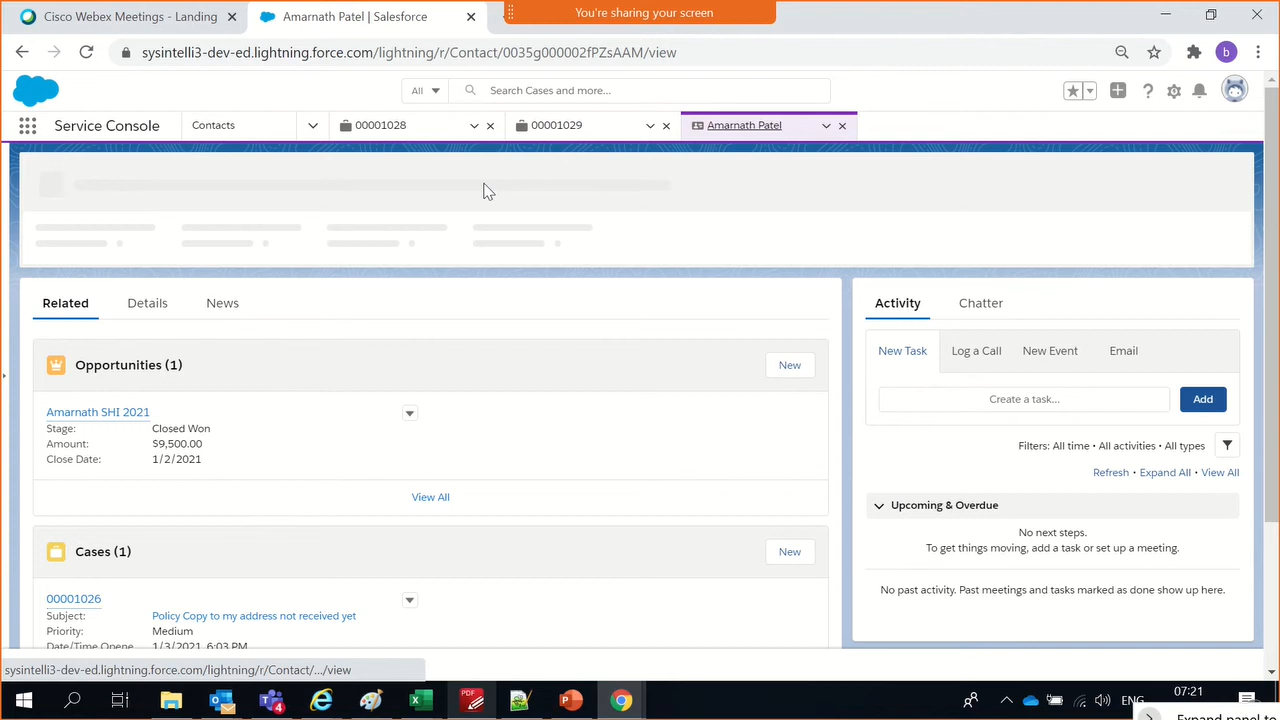 Cisco Webex Meetings - Landing
Amarnath Patel | Salesforce
You're sharing your screen
sysintelli3-dev-ed.lightning.force.com/lightning/r/Contact/0035g000002fPZsAAM/view
b
All
Search Cases and more...
Service Console
Contacts
00001028
00001029
Amarnath Patel
Related
Details
News
Opportunities (1)
New
Amarnath SHI 2021
Stage: Closed Won
Amount: $9,500.00
Close Date: 1/2/2021
View All
Cases (1)
New
00001026
Subject: Policy Copy to my address not received yet
Priority: Medium
Date/Time Opene 1/3/2021, 6:03 PM
Activity
Chatter
New Task
Log a Call
New Event
Email
Create a task...
Add
Filters: All time • All activities • All types
Refresh • Expand All • View All
Upcoming & Overdue
No next steps.
To get things moving, add a task or set up a meeting.
No past activity. Past meetings and tasks marked as done show up here.
sysintelli3-dev-ed.lightning.force.com/lightning/r/Contact/.../view
PDF
ENG
07:21
Expand panel to